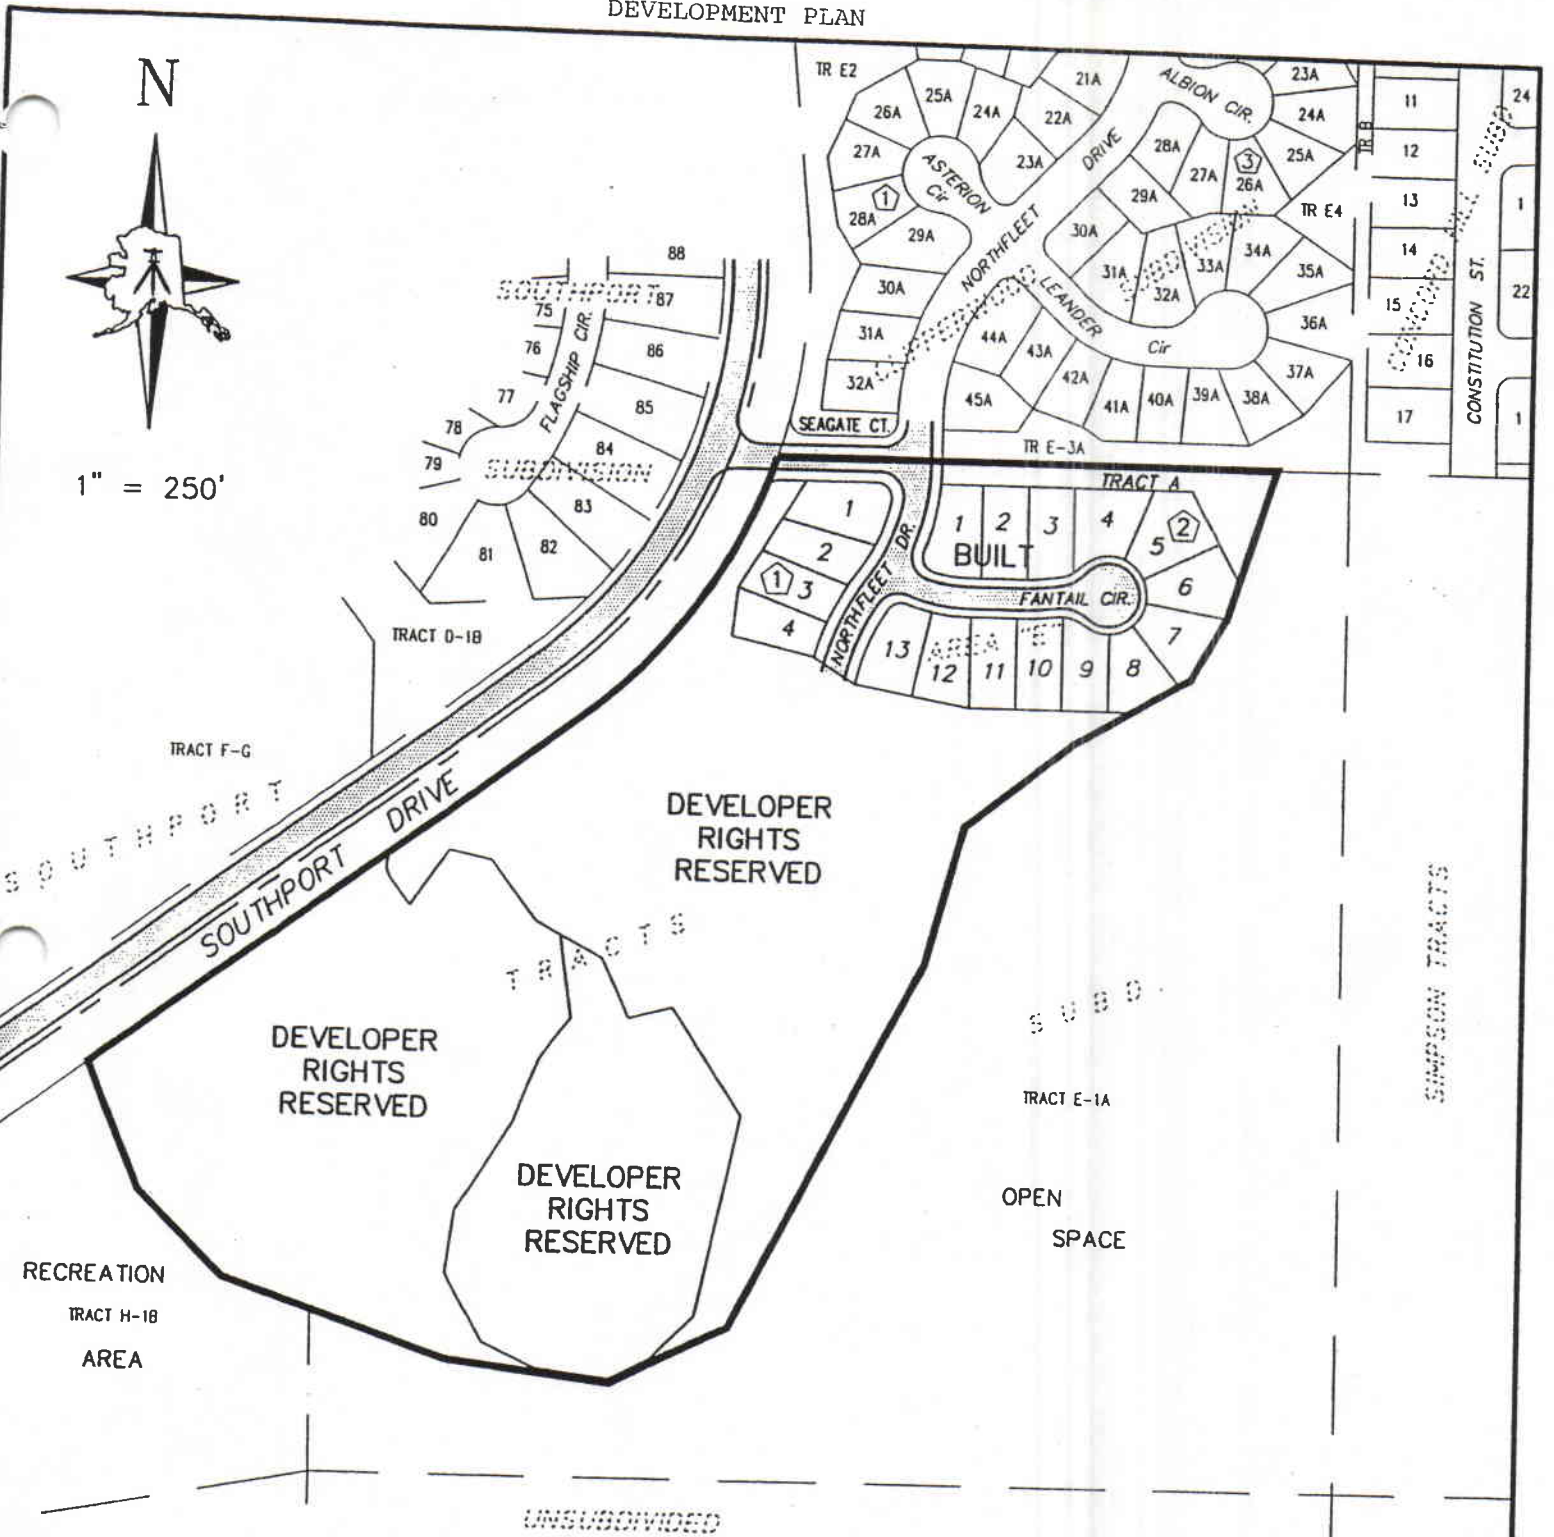 DEVELOPMENT PLAN
N
1" = 250'
TR E2
21A
22A
23A
24A
25A
26A
27A
1
28A
29A
30A
31A
32A
ASTERION
Cir
ALBION CIR.
NORTHFLEET
DRIVE
23A
24A
25A
3
26A
27A
28A
29A
30A
31A
32A
33A
34A
35A
36A
37A
38A
39A
40A
41A
42A
43A
44A
45A
LEANDER
Cir
SUBDIVISION
TR E4
TR B
11
12
13
14
15
16
17
CONSTITUTION ST.
24
1
22
1
SOUTHPORT
88
87
86
85
84
83
82
81
80
79
78
77
76
75
FLAGSHIP CIR.
SUBDIVISION
SEAGATE CT.
TR E-3A
TRACT A
1
2
1
3
4
NORTHFLEET DR.
1
2
3
4
5
2
6
7
8
9
10
11
12
13
BUILT
FANTAIL CIR.
AREA "E"
TRACT D-1B
TRACT F-G
SOUTHPORT
SOUTHPORT DRIVE
DEVELOPER
RIGHTS
RESERVED
TRACTS
SUBD.
DEVELOPER
RIGHTS
RESERVED
DEVELOPER
RIGHTS
RESERVED
TRACT E-1A
OPEN
SPACE
SIMPSON TRACTS
RECREATION
TRACT H-1B
AREA
UNSUBDIVIDED